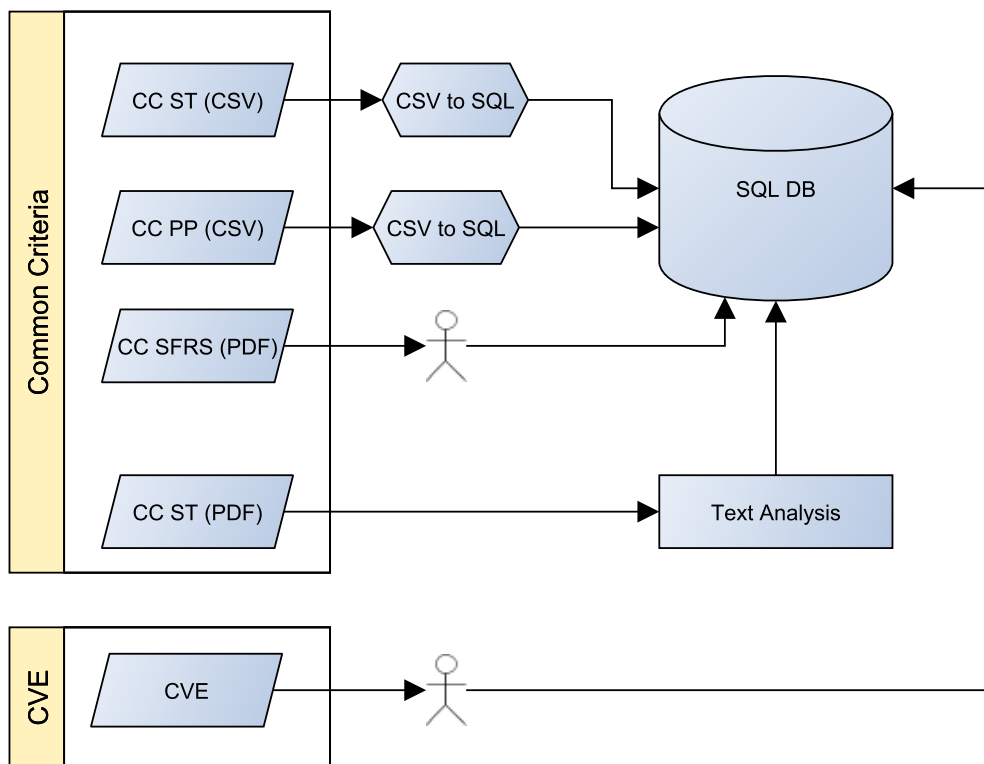 Common Criteria
CC ST (CSV)
CSV to SQL
SQL DB
CC PP (CSV)
CSV to SQL
CC SFRS (PDF)
CC ST (PDF)
Text Analysis
CVE
CVE